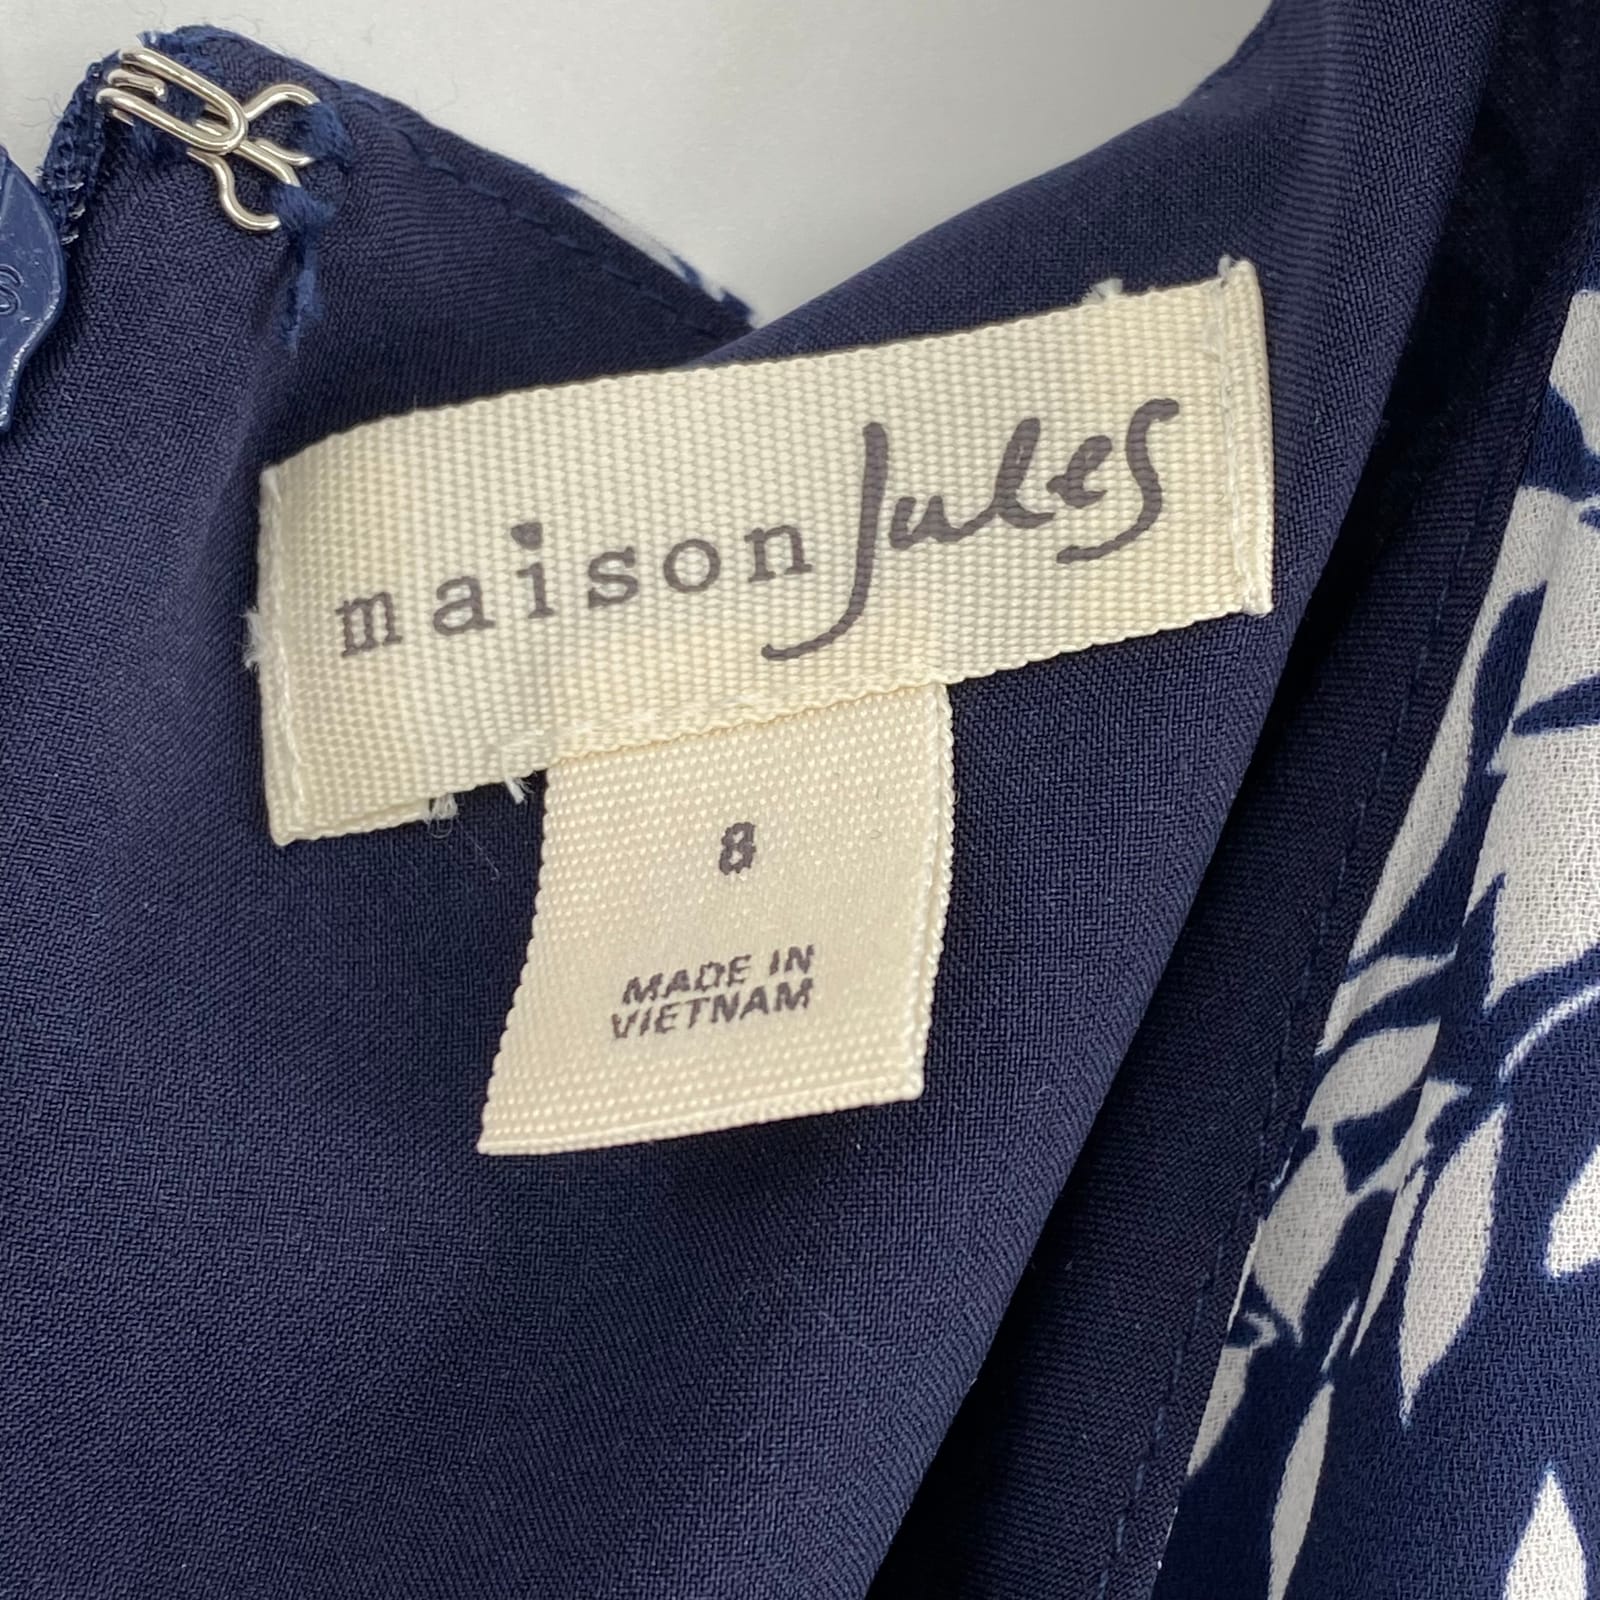 maison Jules
8
MADE IN
VIETNAM